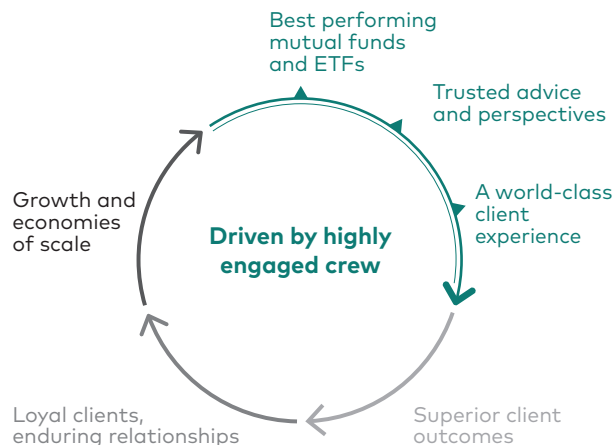 Best performing
mutual funds
and ETFs
Trusted advice
and perspectives
A world-class
client
experience
Growth and
economies
of scale
Driven by highly
engaged crew
Loyal clients,
enduring relationships
Superior client
outcomes